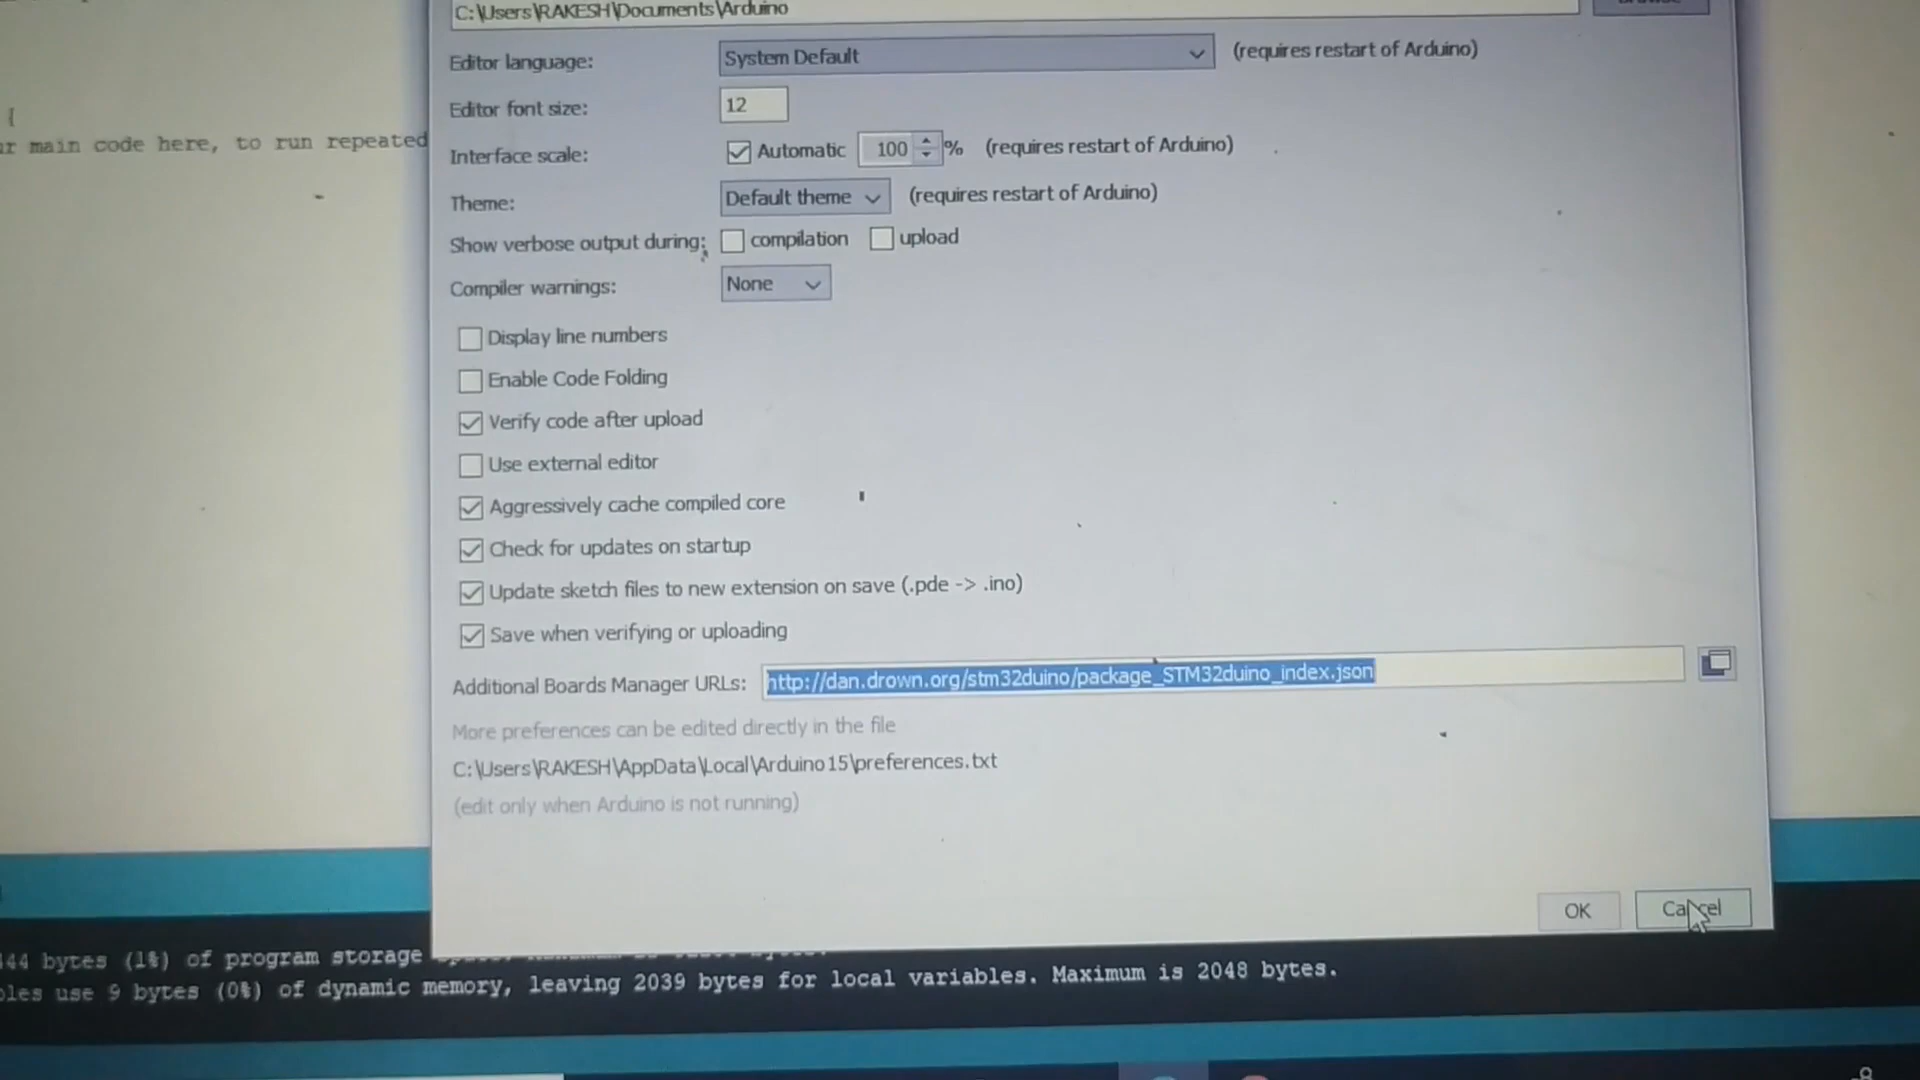 C:\Users\RAKESH\Documents\Arduino
Editor language: System Default (requires restart of Arduino)
{
Editor font size: 12
main code here, to run repeated
Interface scale: Automatic 100 % (requires restart of Arduino)
Theme: Default theme (requires restart of Arduino)
Show verbose output during: compilation upload
Compiler warnings: None
Display line numbers
Enable Code Folding
Verify code after upload
Use external editor
Aggressively cache compiled core
Check for updates on startup
Update sketch files to new extension on save (.pde -> .ino)
Save when verifying or uploading
Additional Boards Manager URLs: http://dan.drown.org/stm32duino/package_STM32duino_index.json
More preferences can be edited directly in the file
C:\Users\RAKESH\AppData\Local\Arduino15\preferences.txt
(edit only when Arduino is not running)
OK Cancel
444 bytes (1%) of program storage
bles use 9 bytes (0%) of dynamic memory, leaving 2039 bytes for local variables. Maximum is 2048 bytes.